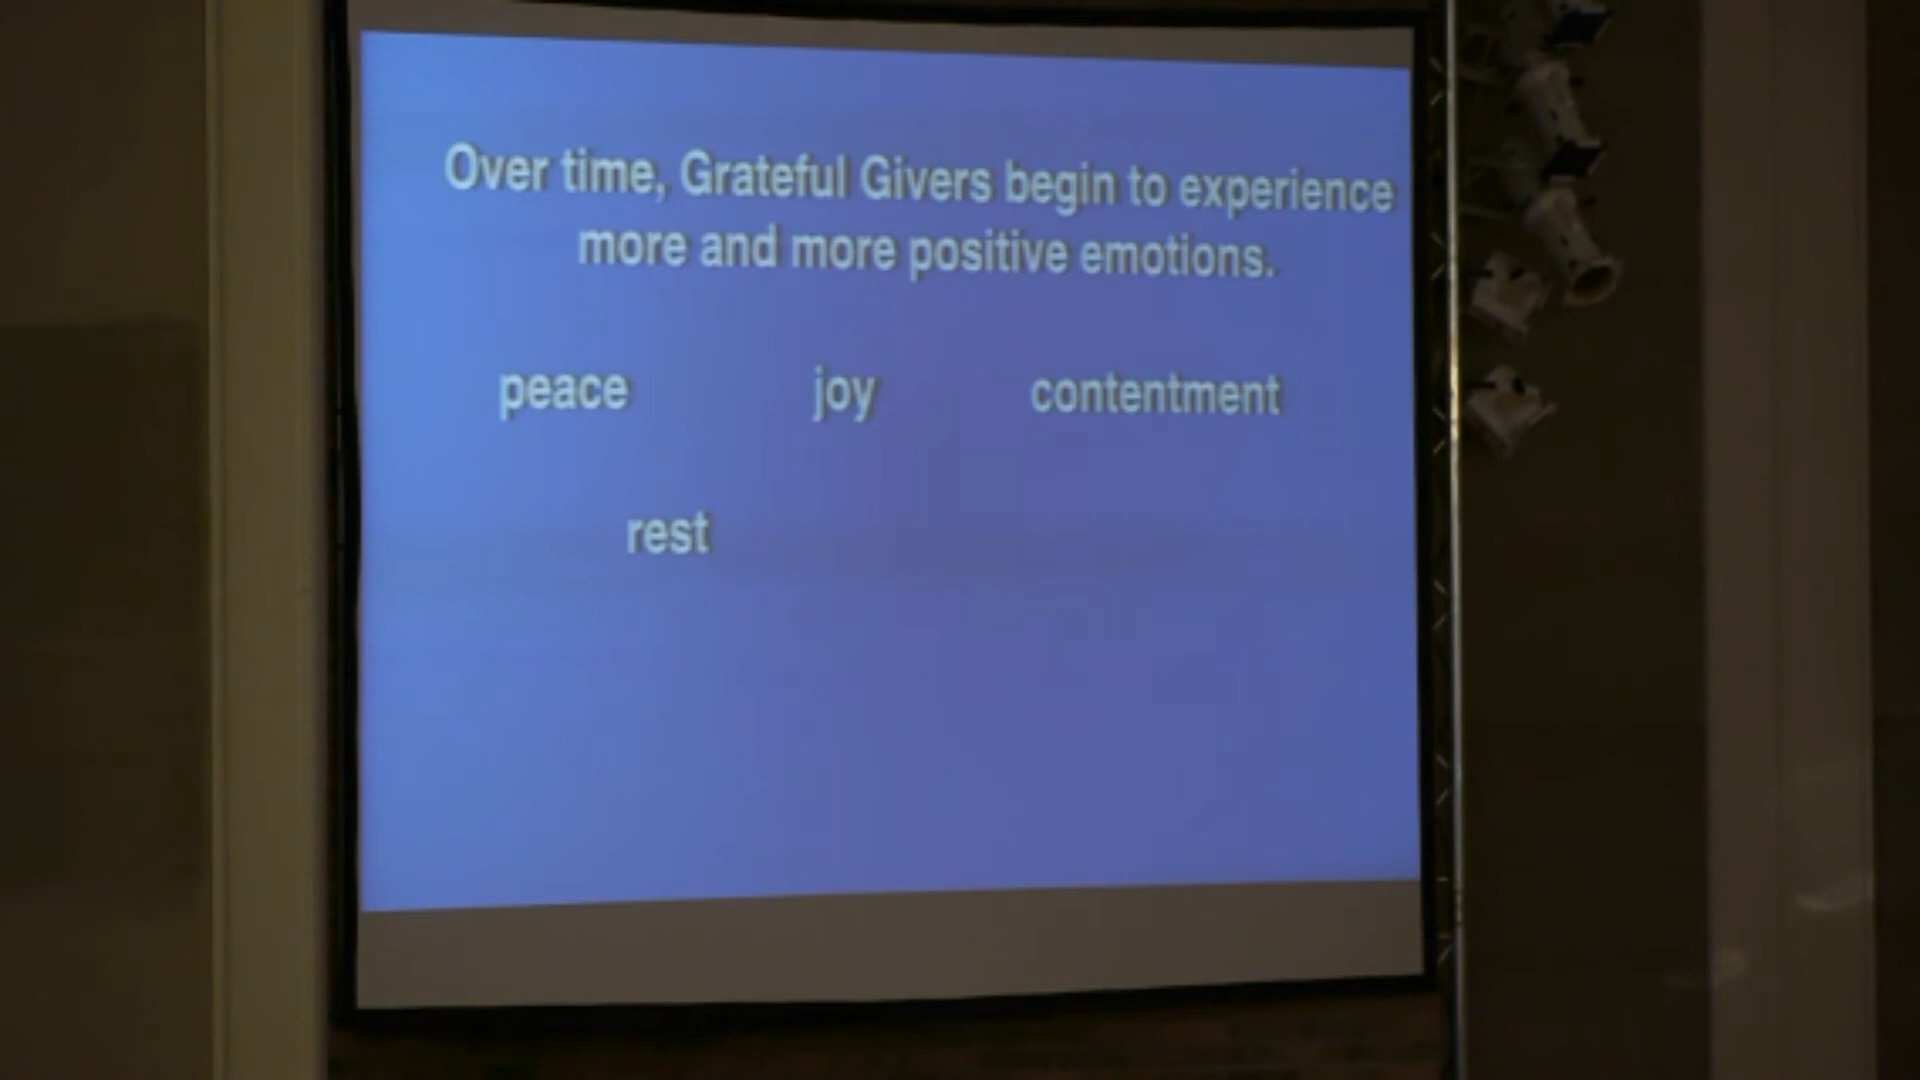 Over time, Grateful Givers begin to experience
more and more positive emotions.
peace joy contentment
rest